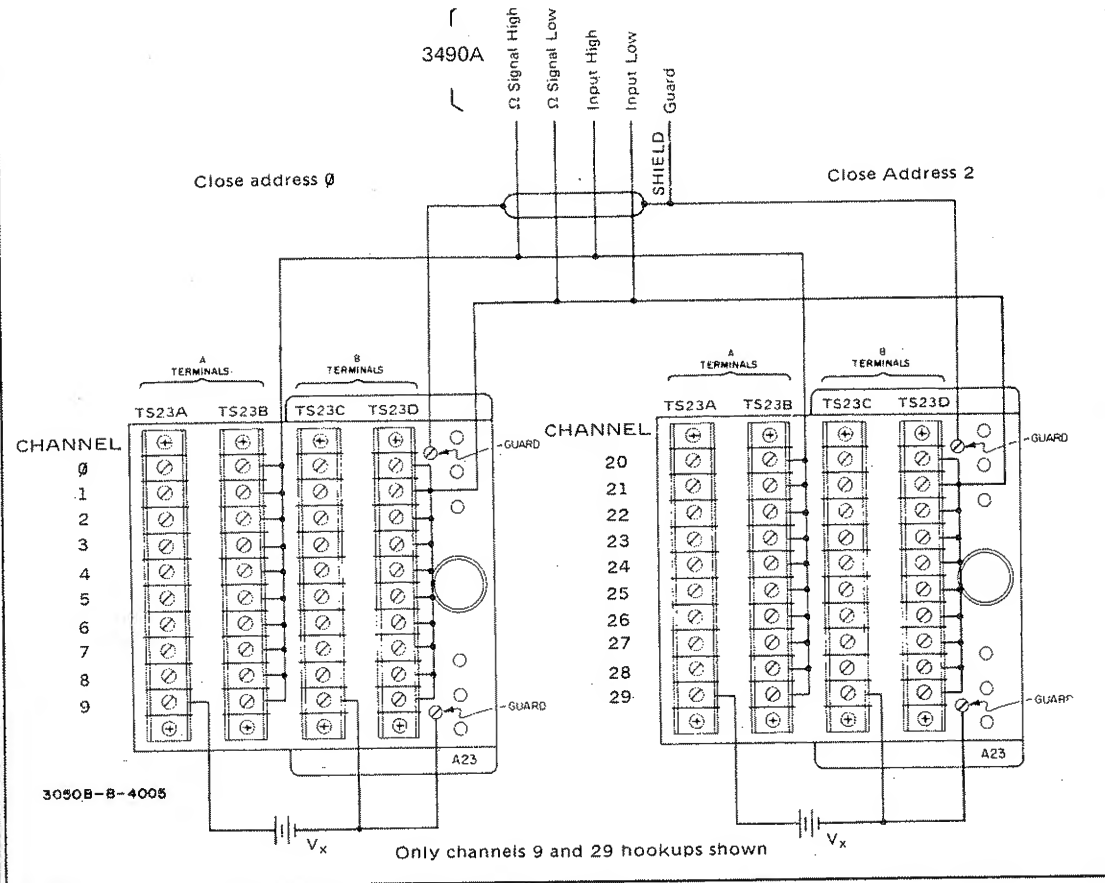 3490A
Ω Signal High
Ω Signal Low
Input High
Input Low
SHIELD
Guard
Close address 0̸
Close Address 2
A
TERMINALS
B
TERMINALS
A
TERMINALS
B
TERMINALS
TS23A TS23B TS23C TS23D
TS23A TS23B TS23C TS23D
CHANNEL
0̸
1
2
3
4
5
6
7
8
9
GUARD
GUARD
A23
CHANNEL
20
21
22
23
24
25
26
27
28
29
GUARD
GUARD
A23
3050B-B-4005
Vx
Vx
Only channels 9 and 29 hookups shown